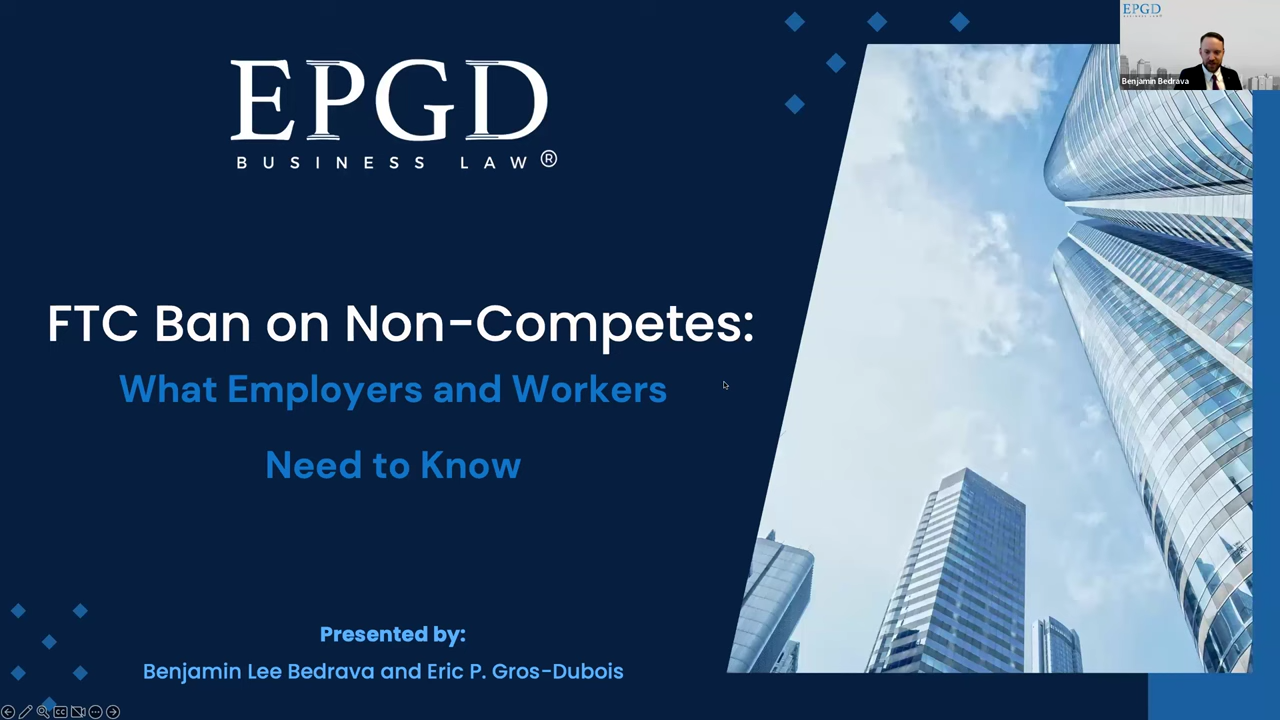 EPGD
BUSINESS LAW®
EPGD
Benjamin Bedrava
FTC Ban on Non-Competes:
What Employers and Workers
Need to Know
Presented by:
Benjamin Lee Bedrava and Eric P. Gros-Dubois
CC